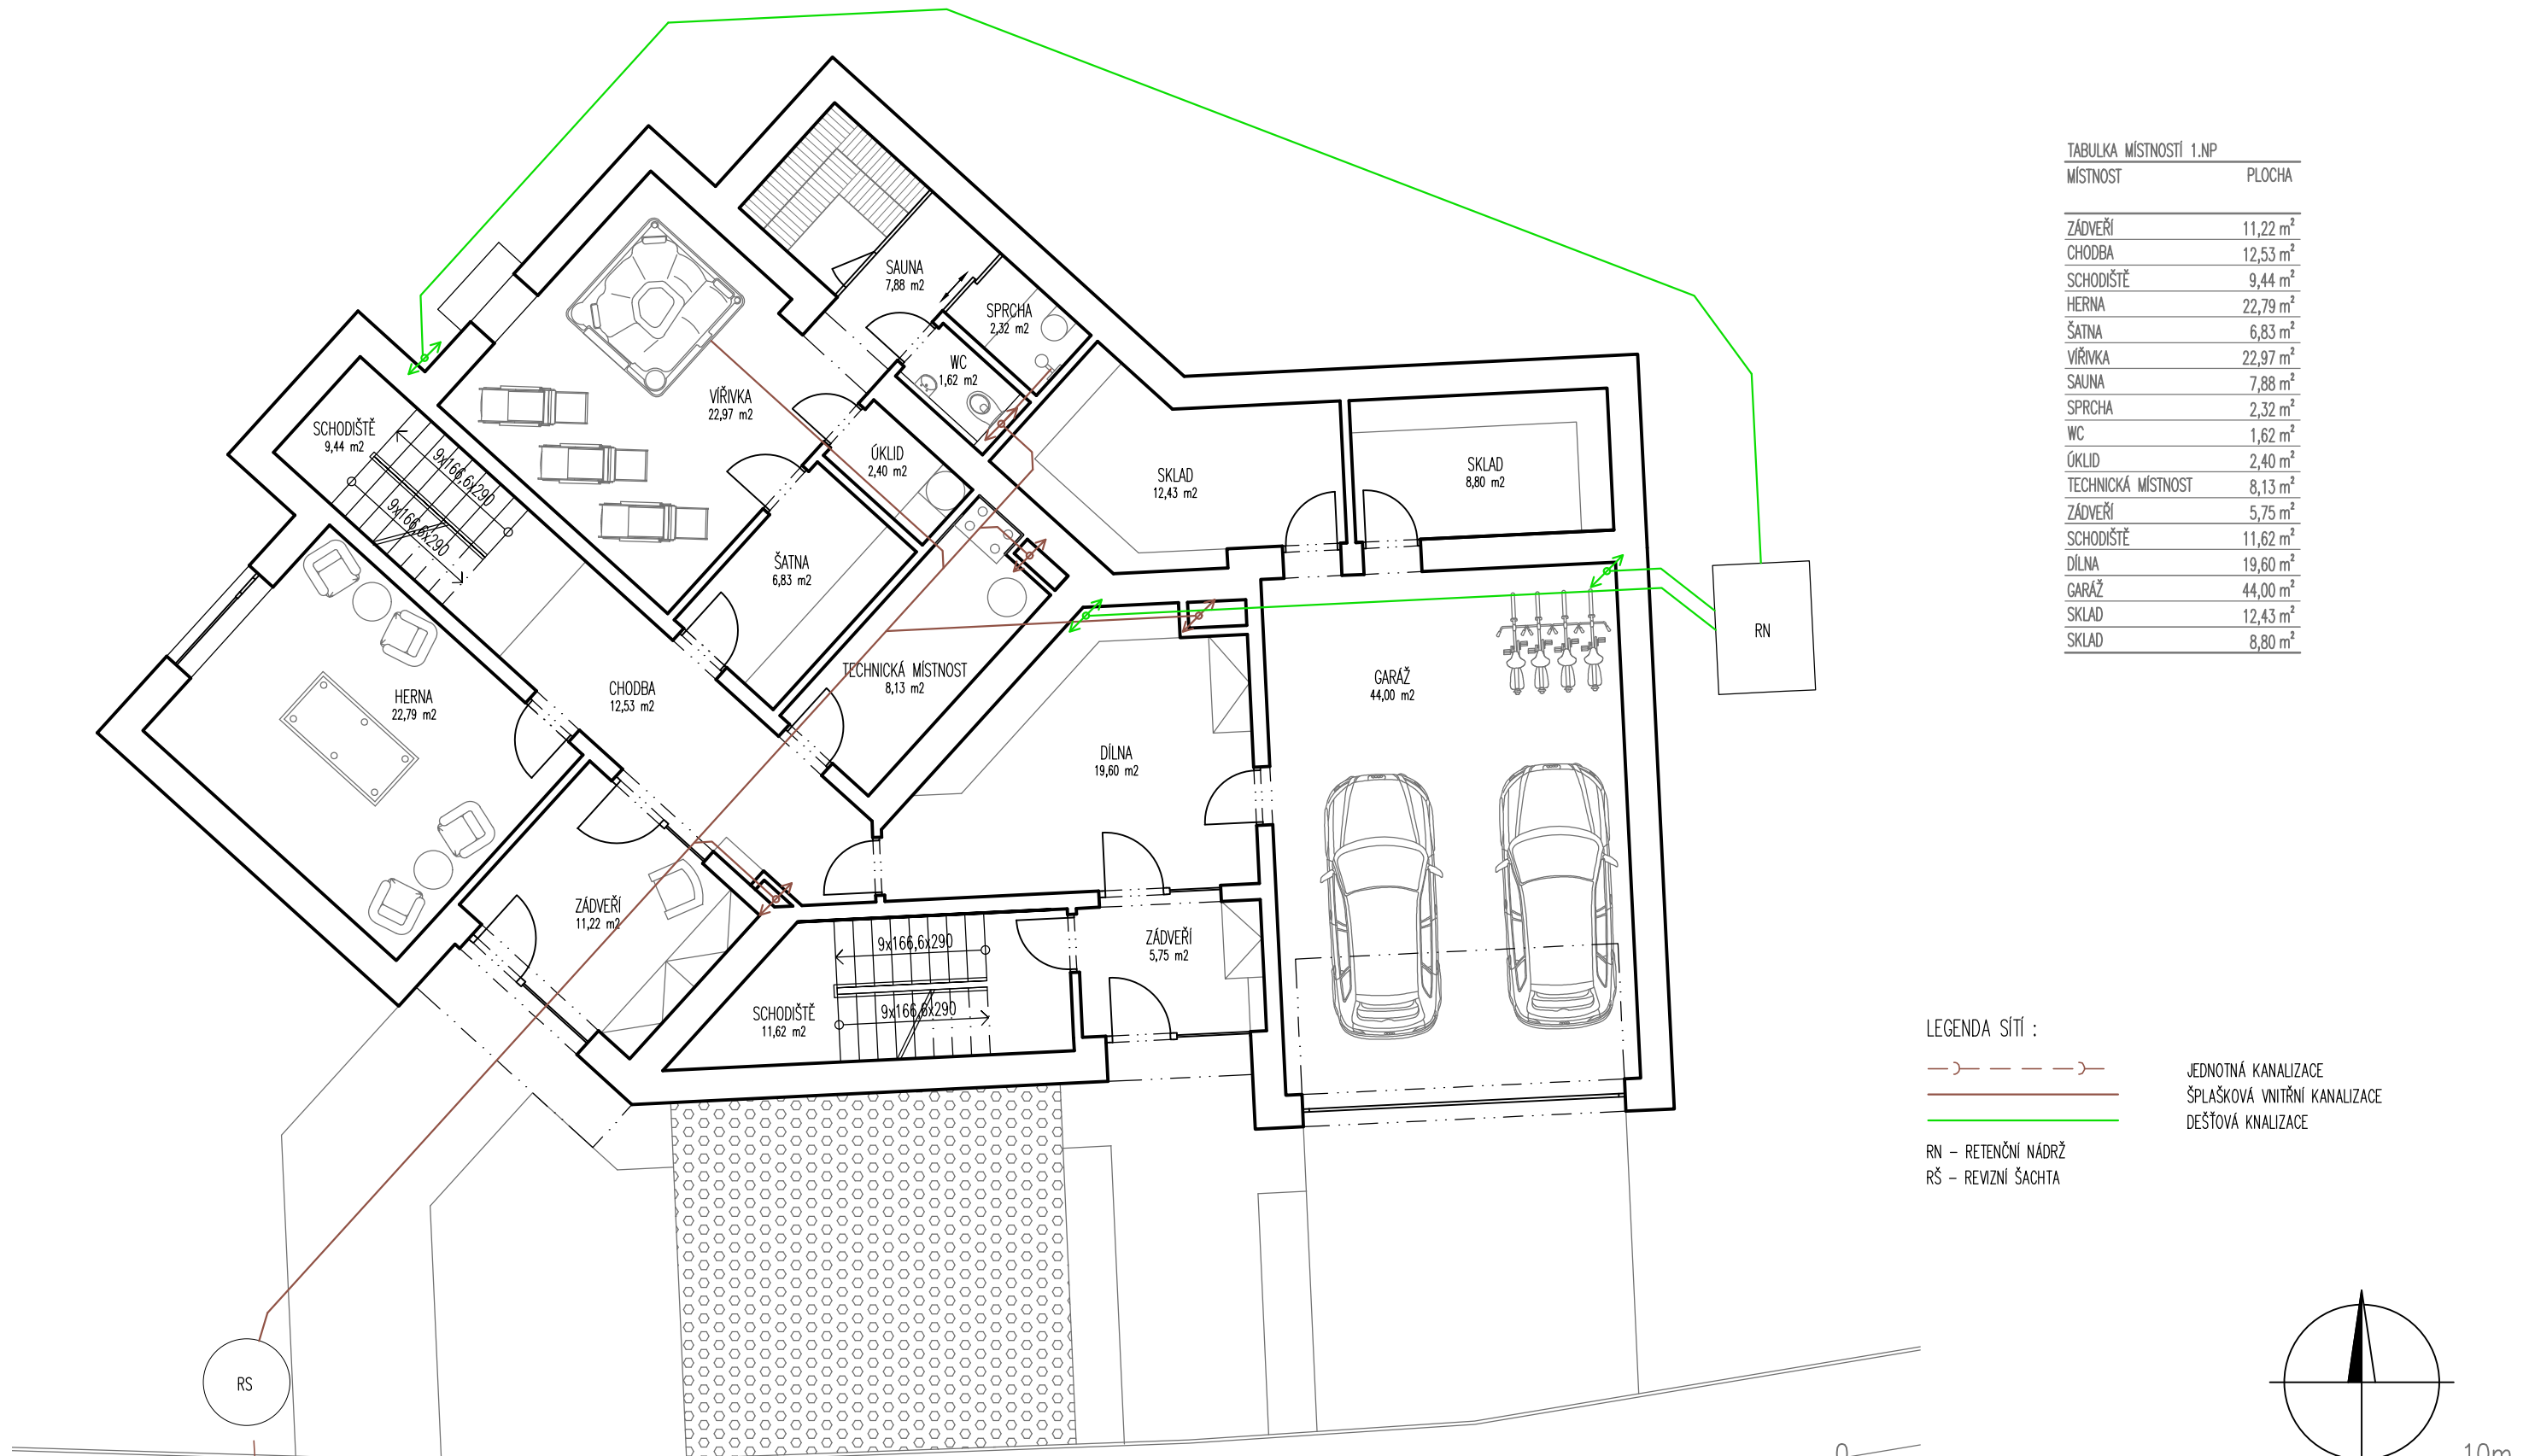 SAUNA
7,88 m2
SPRCHA
2,32 m2
WC
1,62 m2
VÍŘIVKA
22,97 m2
SCHODIŠTĚ
9,44 m2
9x166,6x290
9x166,6x290
ÚKLID
2,40 m2
SKLAD
12,43 m2
SKLAD
8,80 m2
ŠATNA
6,83 m2
TECHNICKÁ MÍSTNOST
8,13 m2
HERNA
22,79 m2
CHODBA
12,53 m2
GARÁŽ
44,00 m2
RN
DÍLNA
19,60 m2
ZÁDVEŘÍ
11,22 m2
ZÁDVEŘÍ
5,75 m2
9x166,6x290
9x166,6x290
SCHODIŠTĚ
11,62 m2
RS
TABULKA MÍSTNOSTÍ 1.NP
MÍSTNOST PLOCHA
ZÁDVEŘÍ 11,22 m²
CHODBA 12,53 m²
SCHODIŠTĚ 9,44 m²
HERNA 22,79 m²
ŠATNA 6,83 m²
VÍŘIVKA 22,97 m²
SAUNA 7,88 m²
SPRCHA 2,32 m²
WC 1,62 m²
ÚKLID 2,40 m²
TECHNICKÁ MÍSTNOST 8,13 m²
ZÁDVEŘÍ 5,75 m²
SCHODIŠTĚ 11,62 m²
DÍLNA 19,60 m²
GARÁŽ 44,00 m²
SKLAD 12,43 m²
SKLAD 8,80 m²
LEGENDA SÍTÍ :
JEDNOTNÁ KANALIZACE
ŠPLAŠKOVÁ VNITŘNÍ KANALIZACE
DEŠŤOVÁ KNALIZACE
RN – RETENČNÍ NÁDRŽ
RŠ – REVIZNÍ ŠACHTA
0 10m